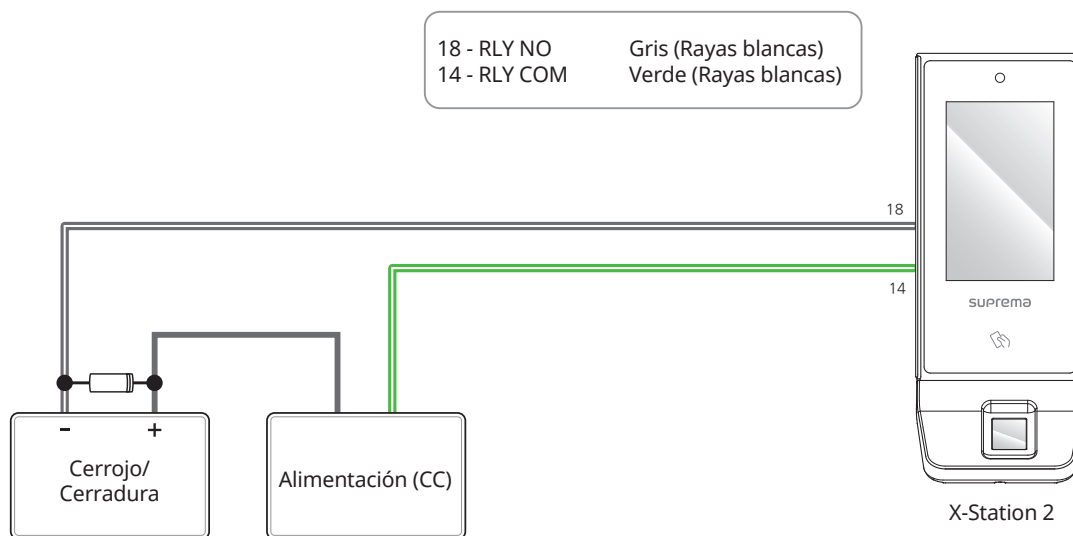 18 - RLY NO Gris (Rayas blancas)
14 - RLY COM Verde (Rayas blancas)
18
14
suprema
- +
Cerrojo/
Cerradura
Alimentación (CC)
X-Station 2